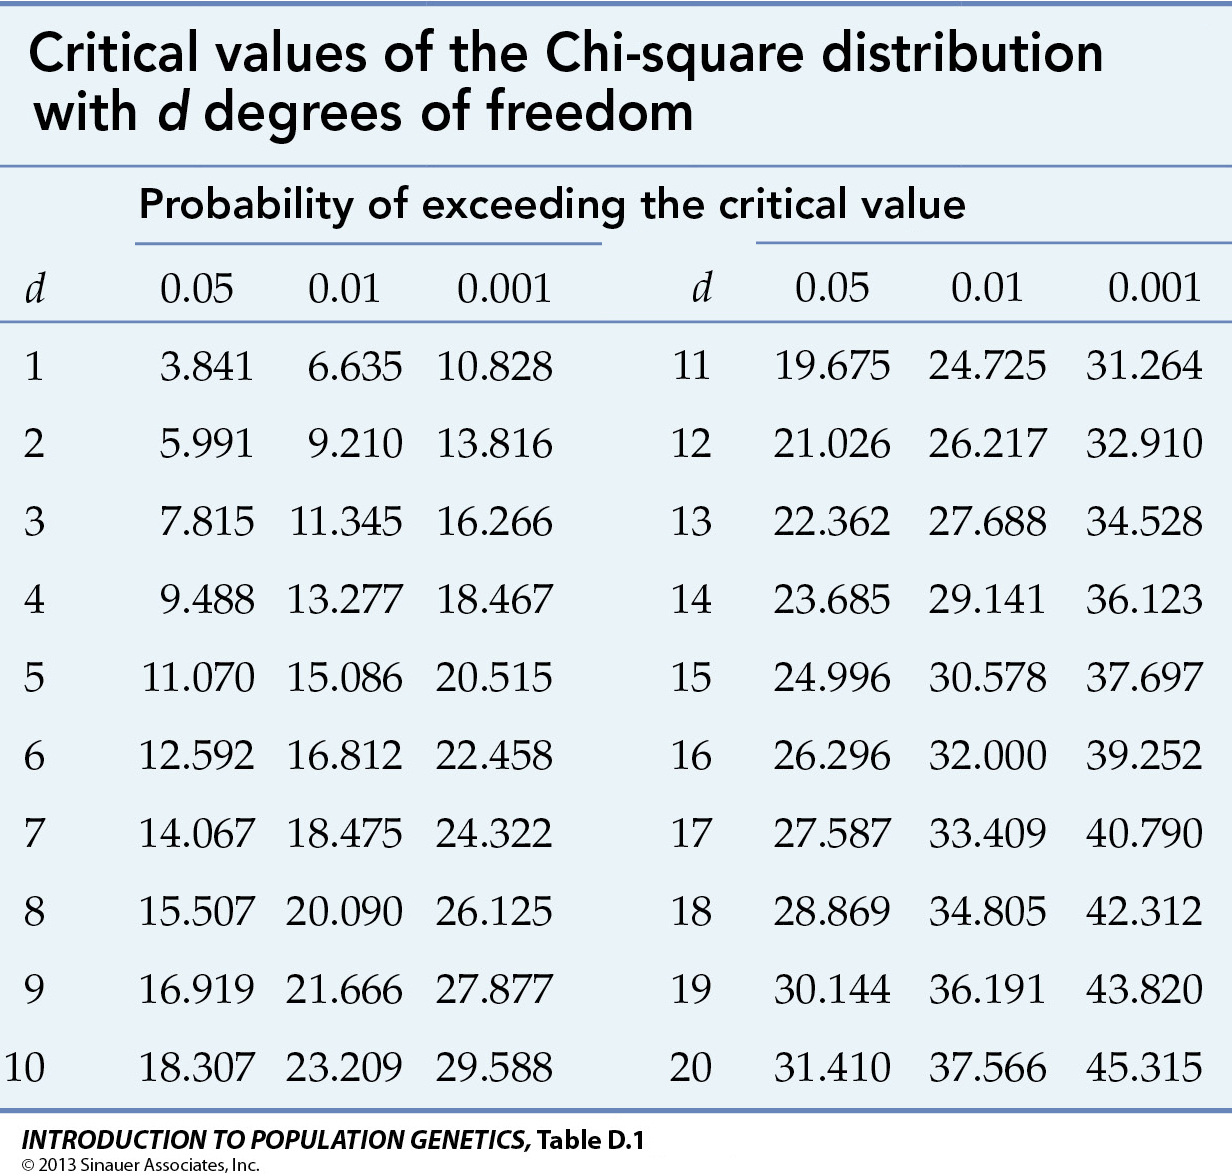 Critical values of the Chi-square distribution
with d degrees of freedom
Probability of exceeding the critical value
d 0.05 0.01 0.001 d 0.05 0.01 0.001
1 3.841 6.635 10.828 11 19.675 24.725 31.264
2 5.991 9.210 13.816 12 21.026 26.217 32.910
3 7.815 11.345 16.266 13 22.362 27.688 34.528
4 9.488 13.277 18.467 14 23.685 29.141 36.123
5 11.070 15.086 20.515 15 24.996 30.578 37.697
6 12.592 16.812 22.458 16 26.296 32.000 39.252
7 14.067 18.475 24.322 17 27.587 33.409 40.790
8 15.507 20.090 26.125 18 28.869 34.805 42.312
9 16.919 21.666 27.877 19 30.144 36.191 43.820
10 18.307 23.209 29.588 20 31.410 37.566 45.315
INTRODUCTION TO POPULATION GENETICS, Table D.1
© 2013 Sinauer Associates, Inc.